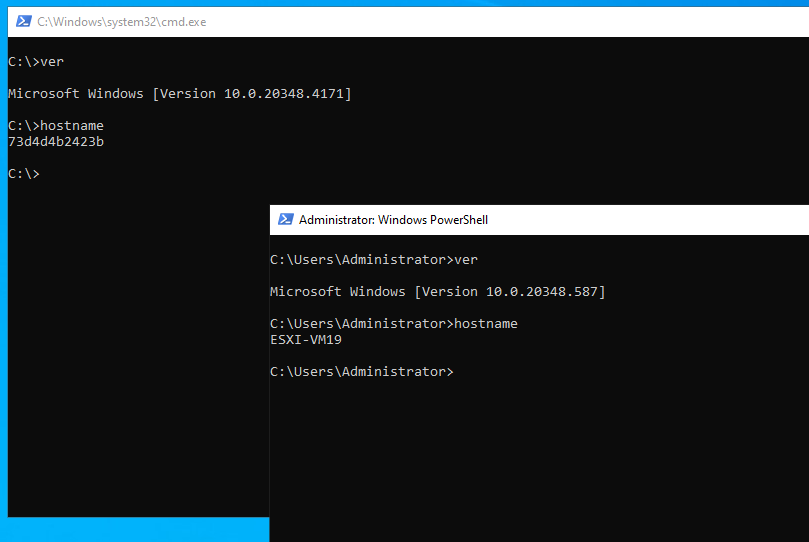 C:\Windows\system32\cmd.exe
C:\>ver
Microsoft Windows [Version 10.0.20348.4171]
C:\>hostname
73d4d4b2423b
C:\>
Administrator: Windows PowerShell
C:\Users\Administrator>ver
Microsoft Windows [Version 10.0.20348.587]
C:\Users\Administrator>hostname
ESXI-VM19
C:\Users\Administrator>